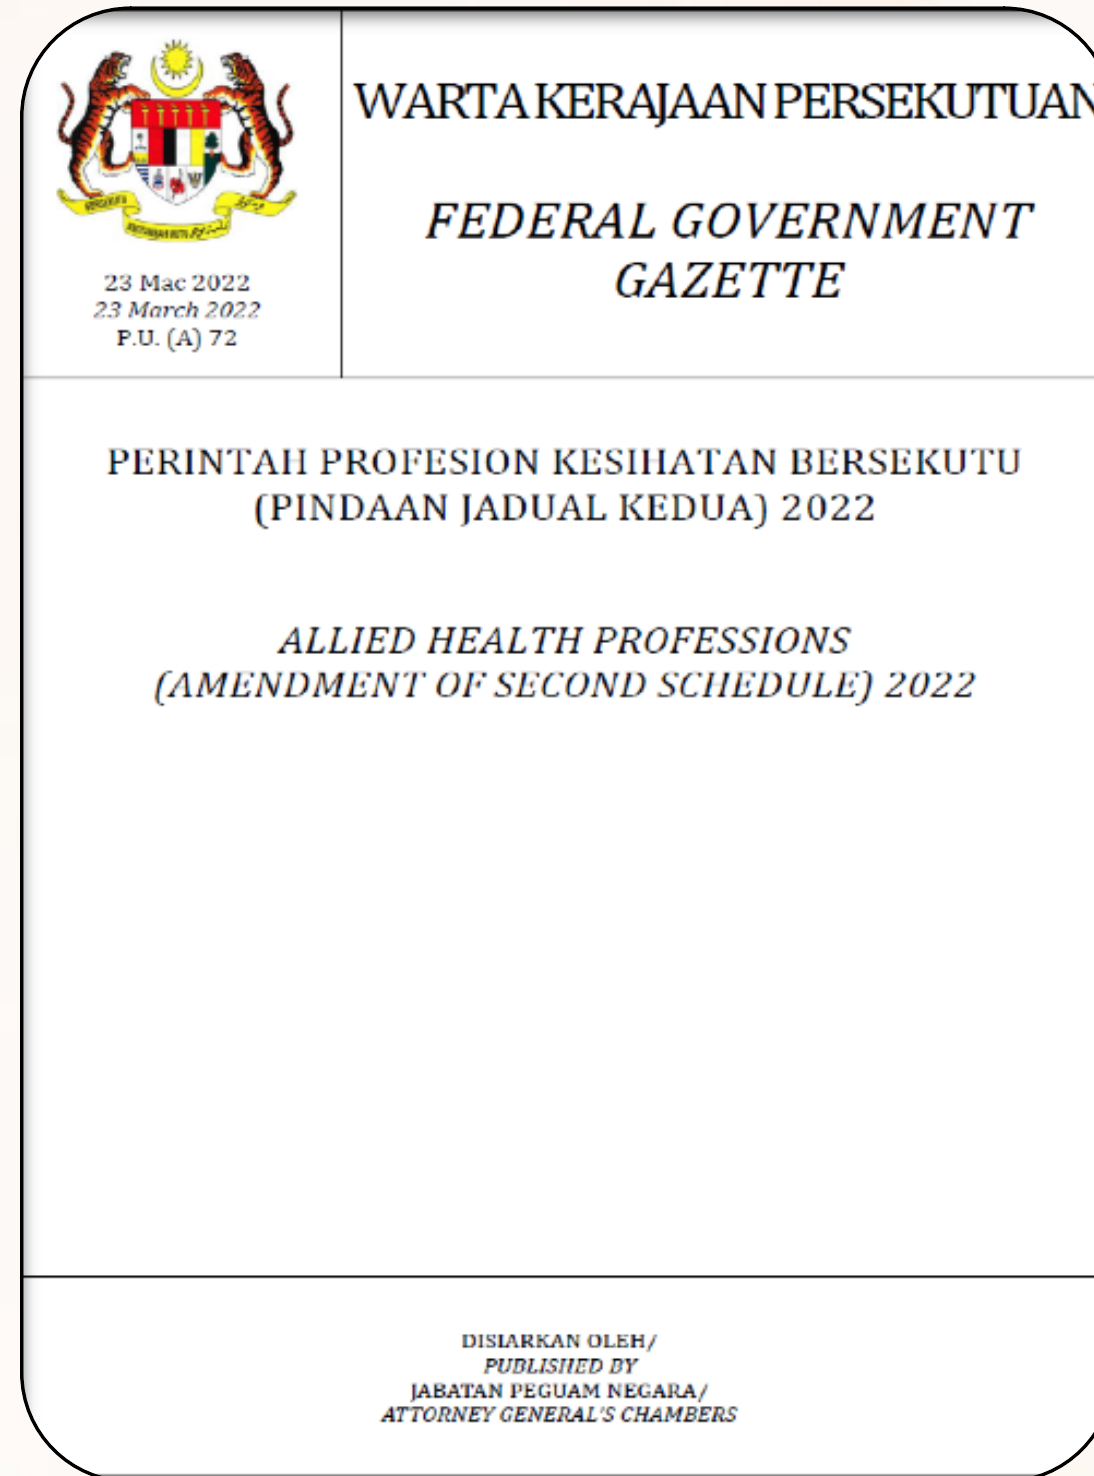 BERSEKUTU
23 Mac 2022
23 March 2022
P.U. (A) 72
WARTA KERAJAAN PERSEKUTUAN
FEDERAL GOVERNMENT
GAZETTE
PERINTAH PROFESION KESIHATAN BERSEKUTU
(PINDAAN JADUAL KEDUA) 2022
ALLIED HEALTH PROFESSIONS
(AMENDMENT OF SECOND SCHEDULE) 2022
DISIARKAN OLEH/
PUBLISHED BY
JABATAN PEGUAM NEGARA/
ATTORNEY GENERAL'S CHAMBERS